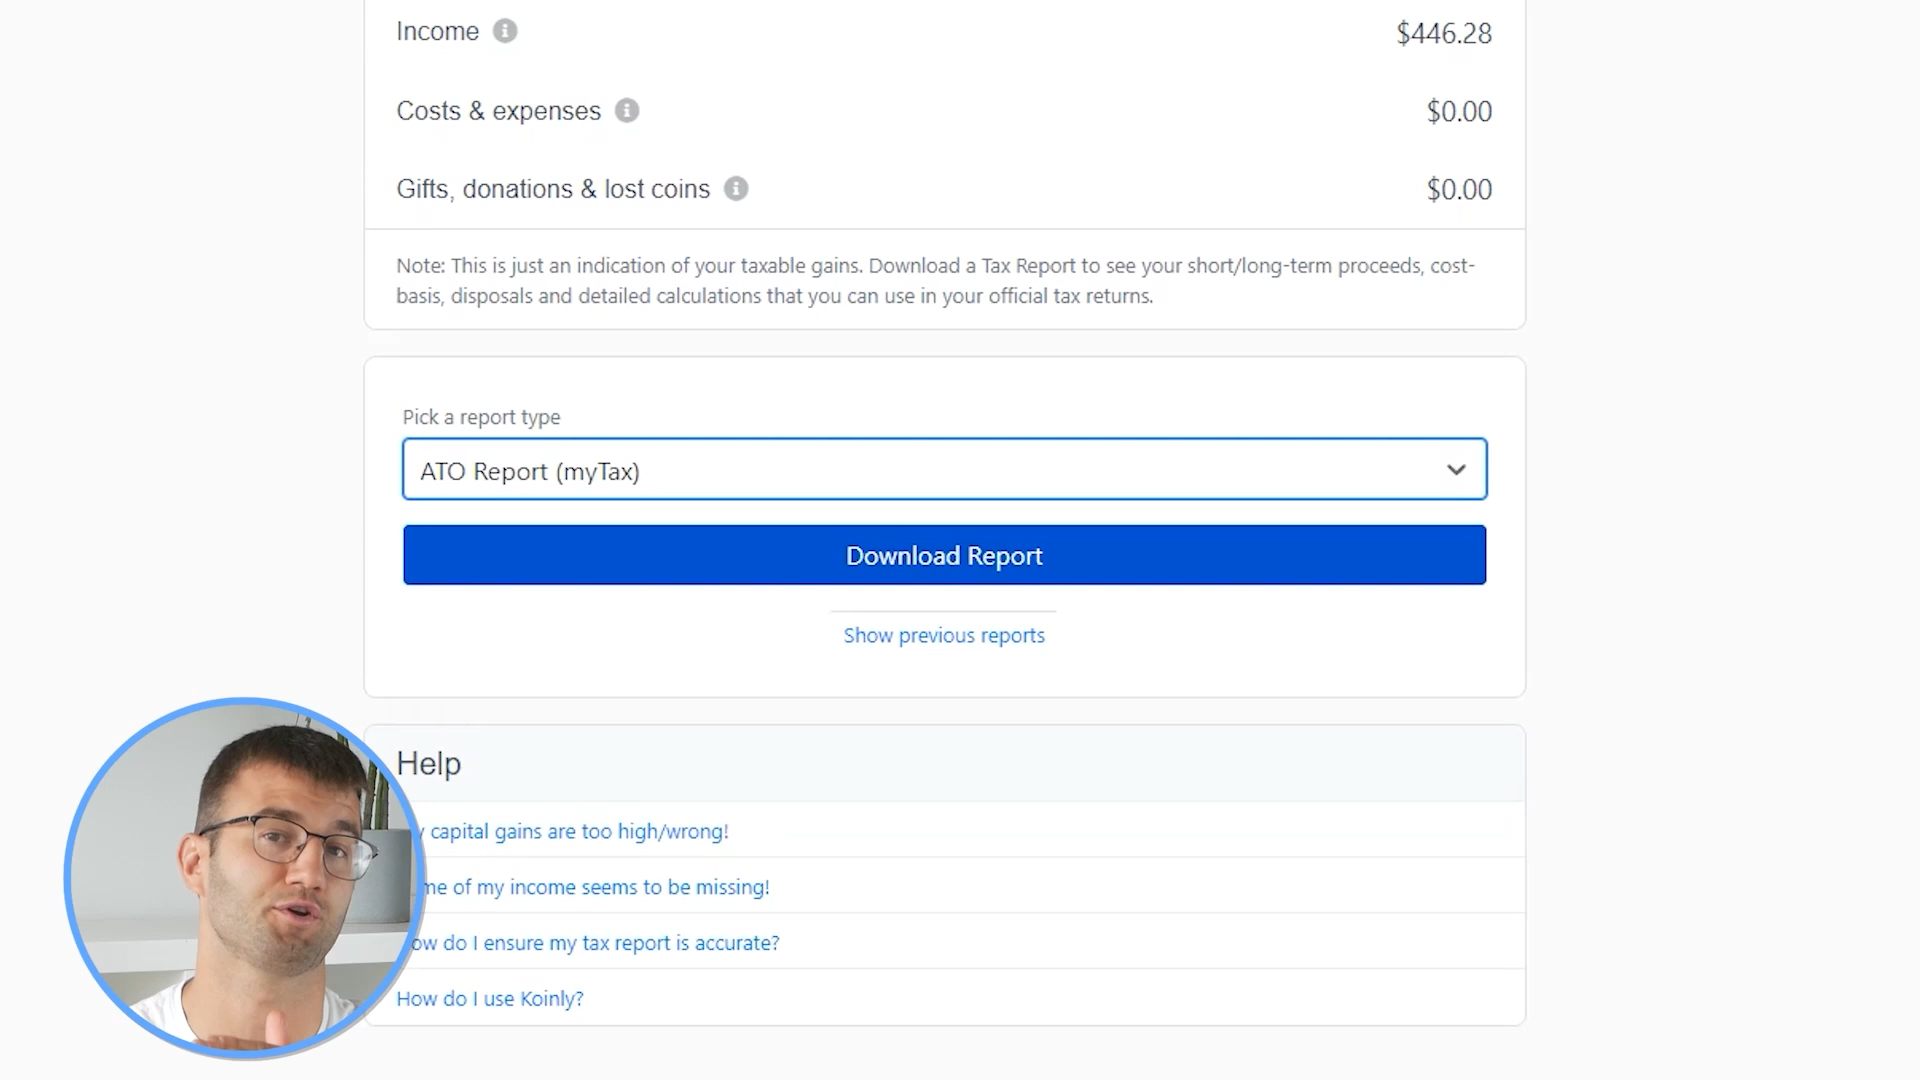 Income
$446.28
Costs & expenses
$0.00
Gifts, donations & lost coins
$0.00
Note: This is just an indication of your taxable gains. Download a Tax Report to see your short/long-term proceeds, cost-
basis, disposals and detailed calculations that you can use in your official tax returns.
Pick a report type
ATO Report (myTax)
Download Report
Show previous reports
Help
capital gains are too high/wrong!
of my income seems to be missing!
do I ensure my tax report is accurate?
How do I use Koinly?